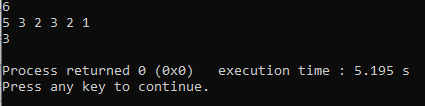 6
5 3 2 3 2 1
3
Process returned 0 (0x0)   execution time : 5.195 s
Press any key to continue.